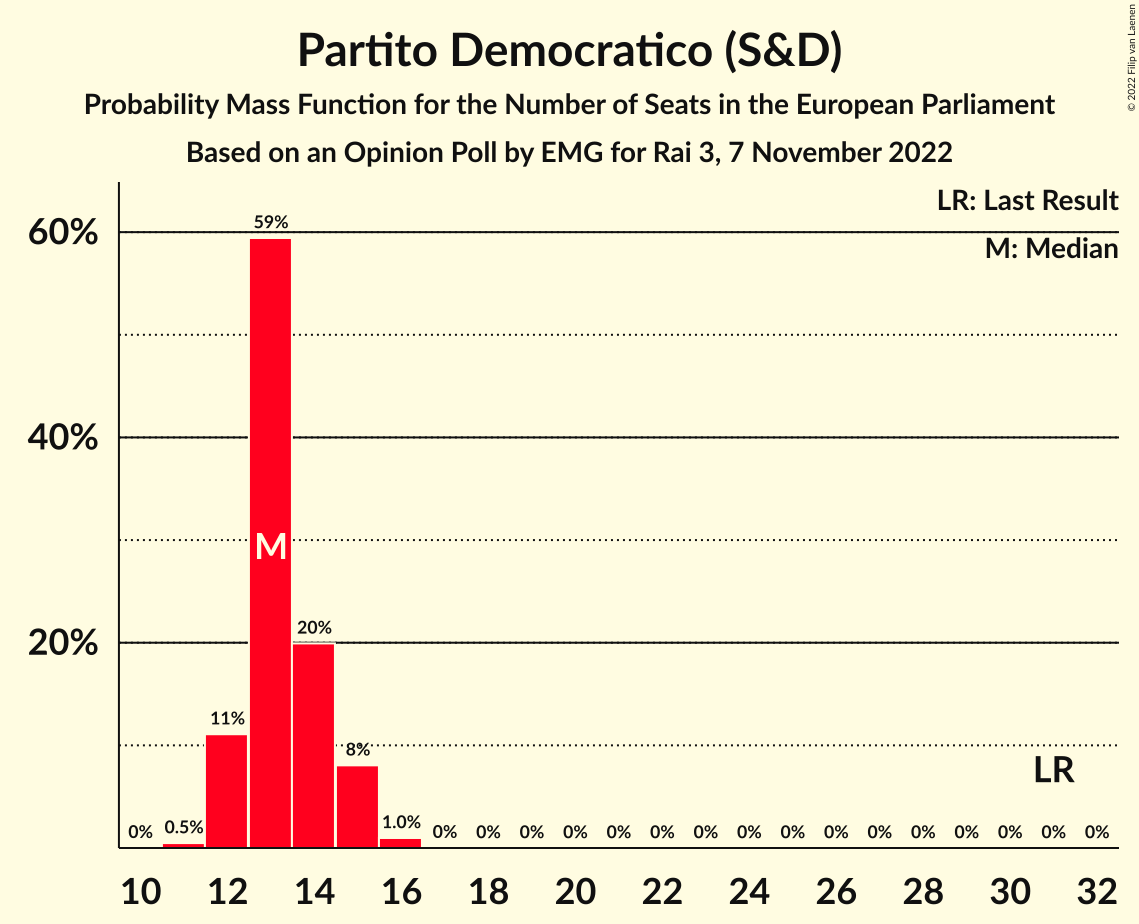 Partito Democratico (S&D)
Probability Mass Function for the Number of Seats in the European Parliament
Based on an Opinion Poll by EMG for Rai 3, 7 November 2022
© 2022 Filip van Laenen
LR: Last Result
M: Median
60%
40%
20%
59%
M
20%
11%
8%
LR
0% 0.5% 1.0% 0% 0% 0% 0% 0% 0% 0% 0% 0% 0% 0% 0% 0% 0% 0% 0%
10 12 14 16 18 20 22 24 26 28 30 32